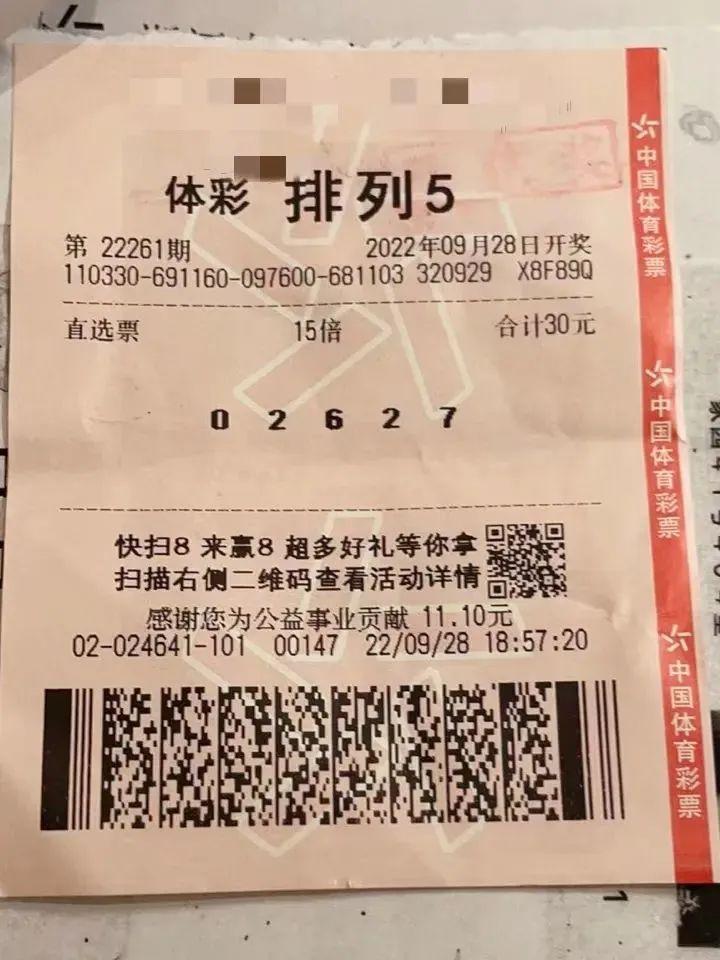 体彩 排列5
第 22261期 2022年09月28日开奖
110330-691160-097600-681103 320929 X8F89Q
直选票 15倍 合计30元
0 2 6 2 7
快扫8 来赢8 超多好礼等你拿
扫描右侧二维码查看活动详情
感谢您为公益事业贡献 11.10元
02-024641-101 00147 22/09/28 18:57:20
中国体育彩票
中国体育彩票
中国体育彩票